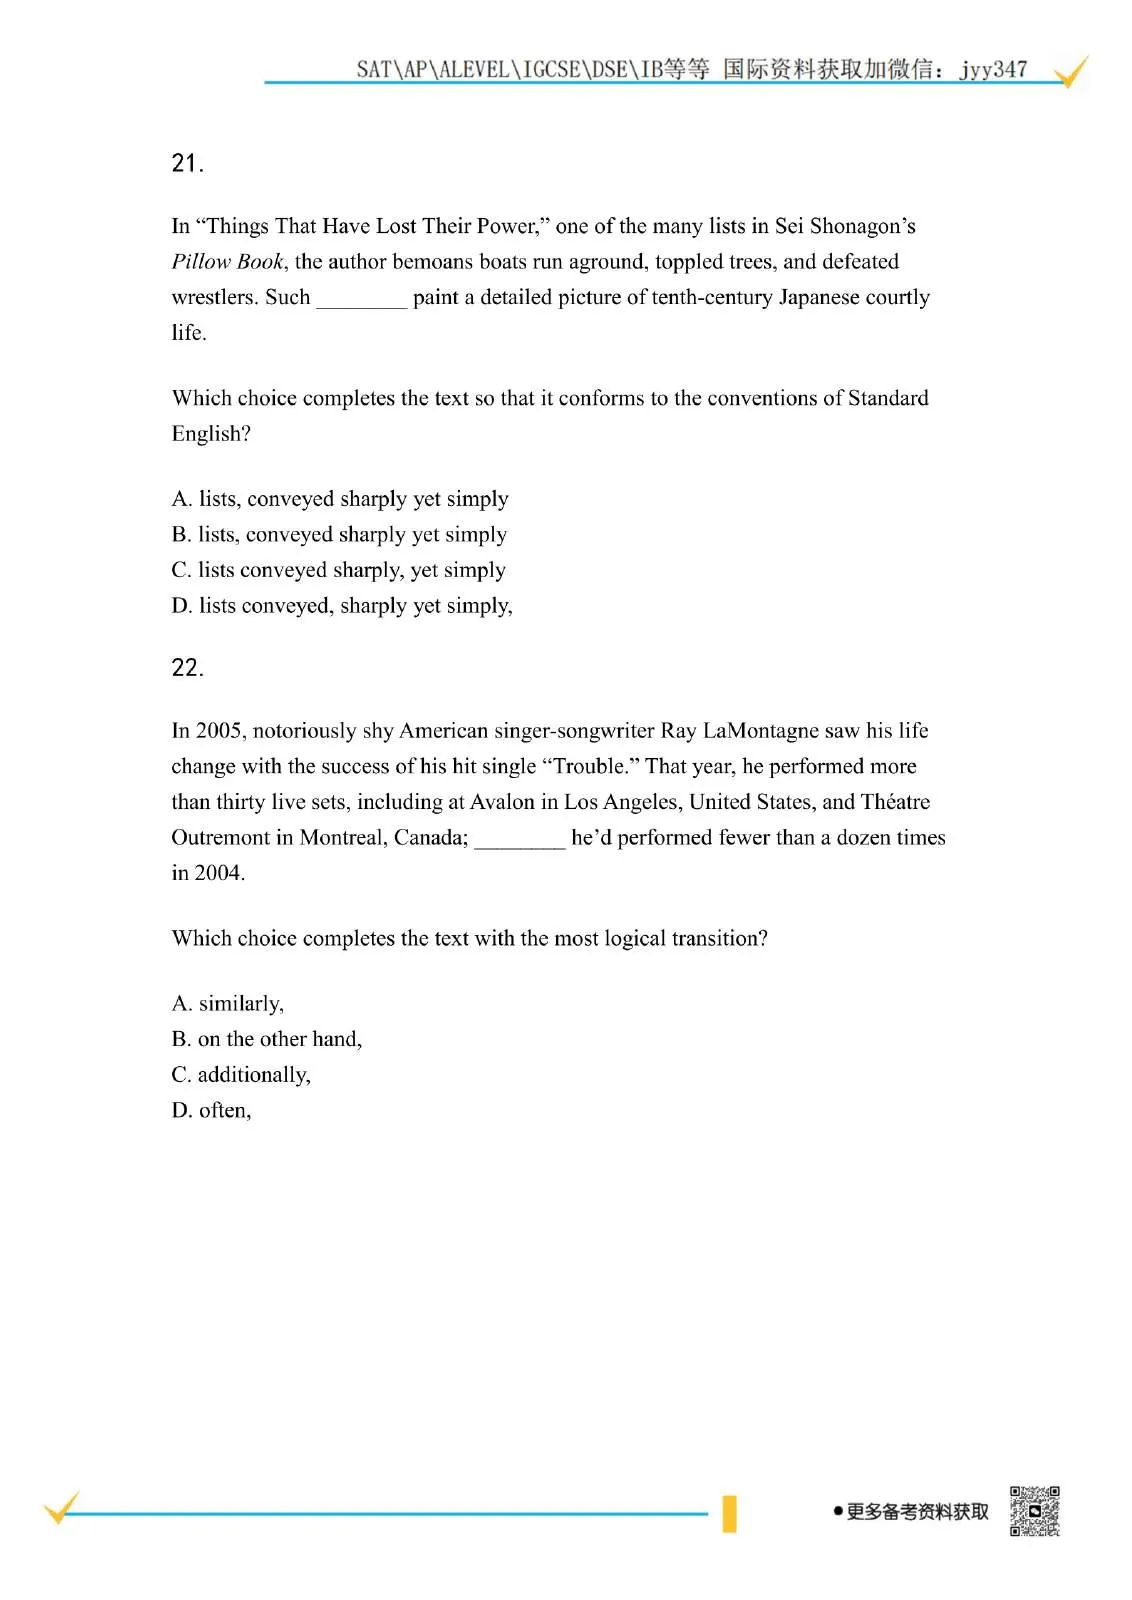 SAT\AP\ALEVEL\IGCSE\DSE\IB等等 国际资料获取加微信：jyy347
21.
In “Things That Have Lost Their Power,” one of the many lists in Sei Shonagon’s
Pillow Book, the author bemoans boats run aground, toppled trees, and defeated
wrestlers. Such ________ paint a detailed picture of tenth-century Japanese courtly
life.
Which choice completes the text so that it conforms to the conventions of Standard
English?
A. lists, conveyed sharply yet simply
B. lists, conveyed sharply yet simply
C. lists conveyed sharply, yet simply
D. lists conveyed, sharply yet simply,
22.
In 2005, notoriously shy American singer-songwriter Ray LaMontagne saw his life
change with the success of his hit single “Trouble.” That year, he performed more
than thirty live sets, including at Avalon in Los Angeles, United States, and Théatre
Outremont in Montreal, Canada; ________ he’d performed fewer than a dozen times
in 2004.
Which choice completes the text with the most logical transition?
A. similarly,
B. on the other hand,
C. additionally,
D. often,
●更多备考资料获取